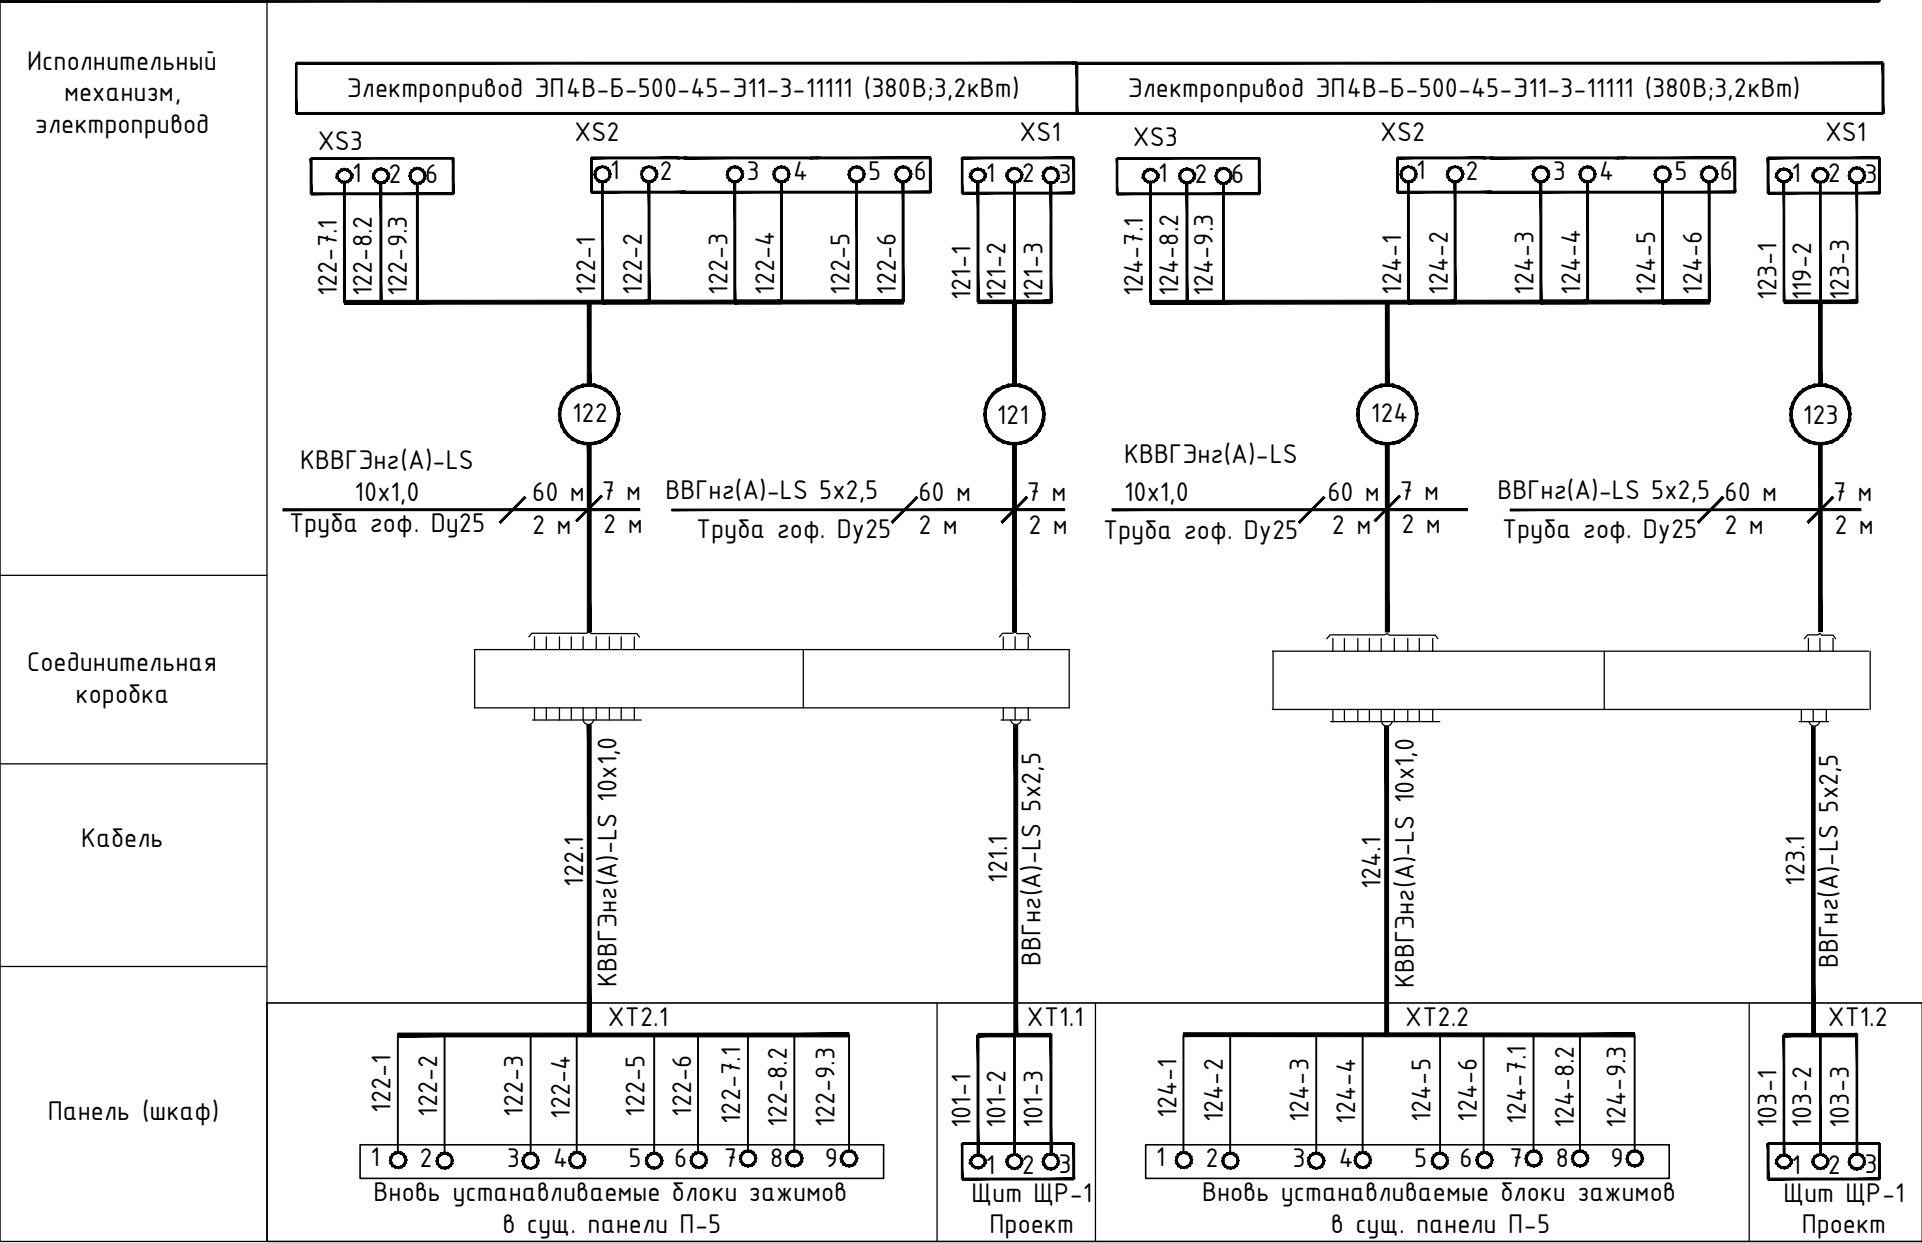 Исполнительный
механизм,
электропривод
Электропривод ЭП4В-Б-500-45-Э11-3-11111 (380В;3,2кВт)
Электропривод ЭП4В-Б-500-45-Э11-3-11111 (380В;3,2кВт)
XS3
XS2
XS1
XS3
XS2
XS1
1 2 6
1 2 3 4 5 6
1 2 3
1 2 6
1 2 3 4 5 6
1 2 3
122-7.1
122-8.2
122-9.3
122-1
122-2
122-3
122-4
122-5
122-6
121-1
121-2
121-3
124-7.1
124-8.2
124-9.3
124-1
124-2
124-3
124-4
124-5
124-6
123-1
119-2
123-3
122
121
124
123
КВВГЭнг(А)-LS
10х1,0
60 м
7 м
Труба гоф. Dy25
2 м
2 м
ВВГнг(А)-LS 5х2,5
60 м
7 м
Труба гоф. Dy25
2 м
2 м
КВВГЭнг(А)-LS
10х1,0
60 м
7 м
Труба гоф. Dy25
2 м
2 м
ВВГнг(А)-LS 5х2,5
60 м
7 м
Труба гоф. Dy25
2 м
2 м
Соединительная
коробка
Кабель
122.1
КВВГЭнг(А)-LS 10х1,0
121.1
ВВГнг(А)-LS 5х2,5
124.1
КВВГЭнг(А)-LS 10х1,0
123.1
ВВГнг(А)-LS 5х2,5
Панель (шкаф)
XT2.1
122-1
122-2
122-3
122-4
122-5
122-6
122-7.1
122-8.2
122-9.3
1 2 3 4 5 6 7 8 9
Вновь устанавливаемые блоки зажимов
в сущ. панели П-5
XT1.1
101-1
101-2
101-3
1 2 3
Щит ЩР-1
Проект
XT2.2
124-1
124-2
124-3
124-4
124-5
124-6
124-7.1
124-8.2
124-9.3
1 2 3 4 5 6 7 8 9
Вновь устанавливаемые блоки зажимов
в сущ. панели П-5
XT1.2
103-1
103-2
103-3
1 2 3
Щит ЩР-1
Проект